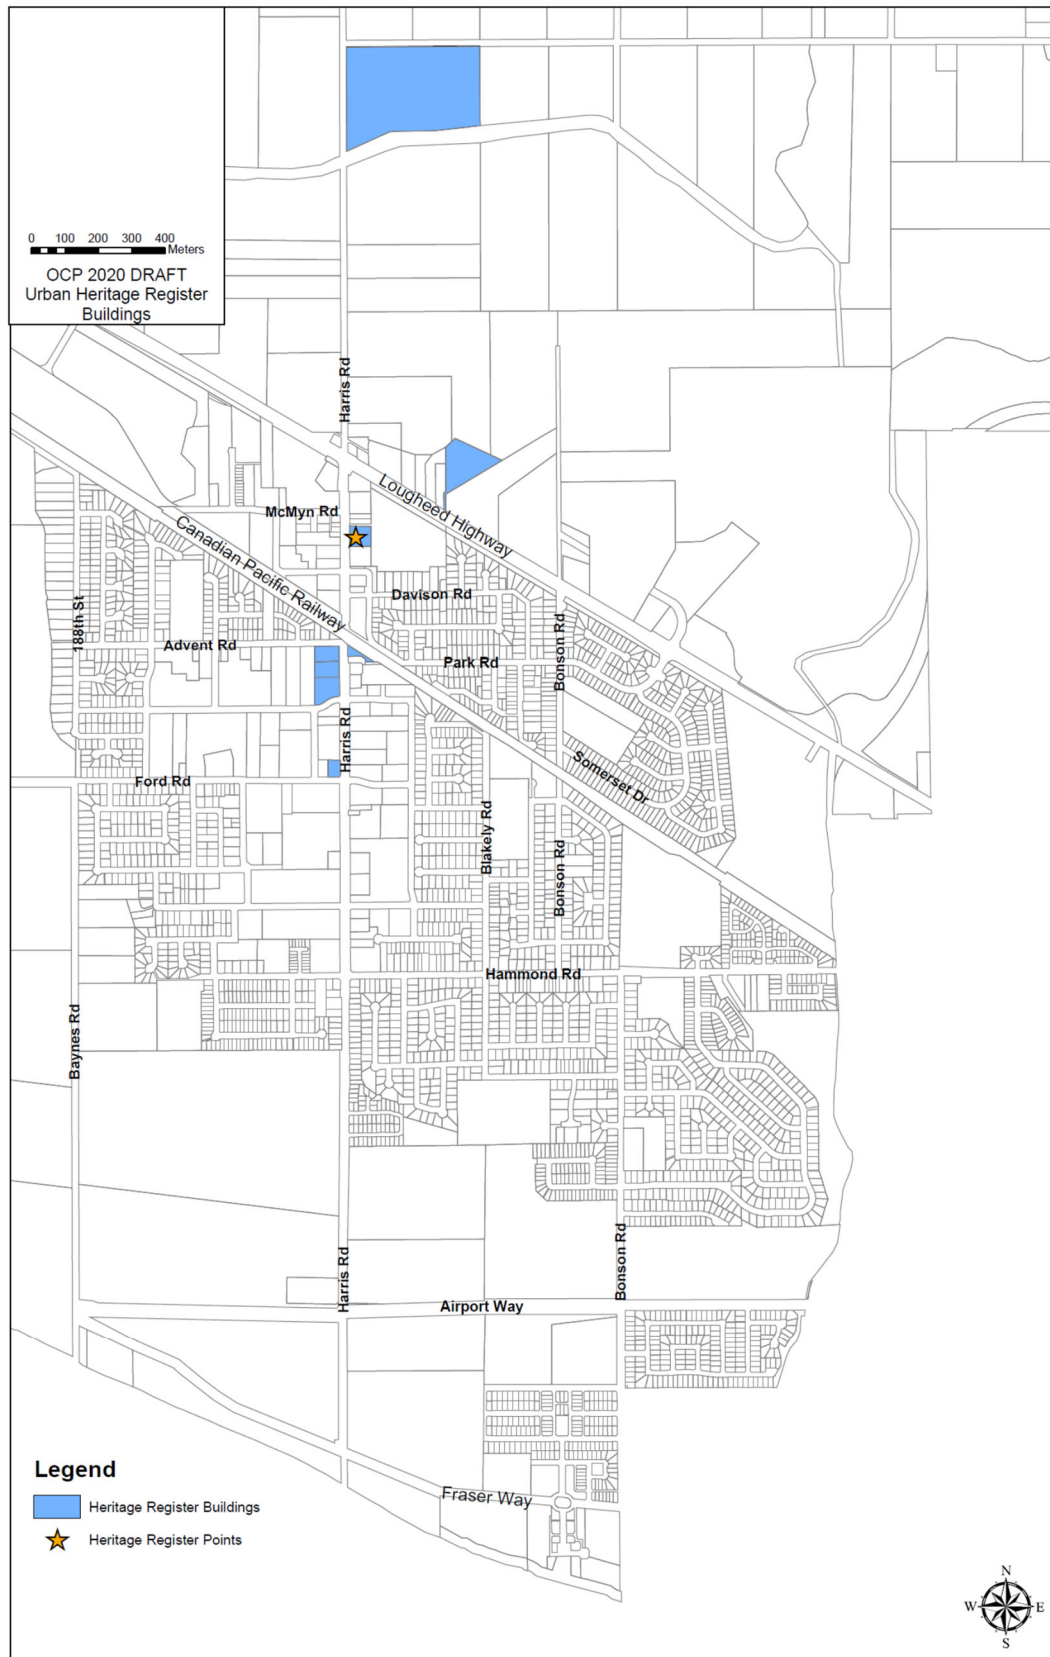 0 100 200 300 400
Meters
OCP 2020 DRAFT
Urban Heritage Register
Buildings
Harris Rd
Lougheed Highway
McMyn Rd
Canadian Pacific Railway
Davison Rd
188th St
Advent Rd
Park Rd
Bonson Rd
Harris Rd
Ford Rd
Somerset Dr
Blakely Rd
Bonson Rd
Hammond Rd
Baynes Rd
Harris Rd
Bonson Rd
Airport Way
Legend
Heritage Register Buildings
Heritage Register Points
Fraser Way
N
W E
S